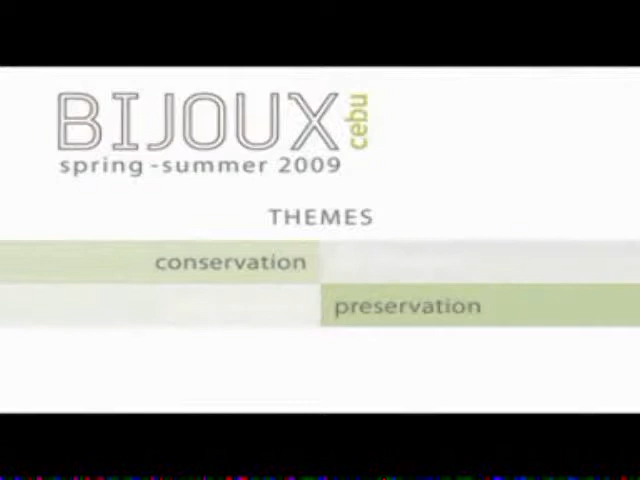 BIJOUX cebu
spring-summer 2009
THEMES
conservation
preservation